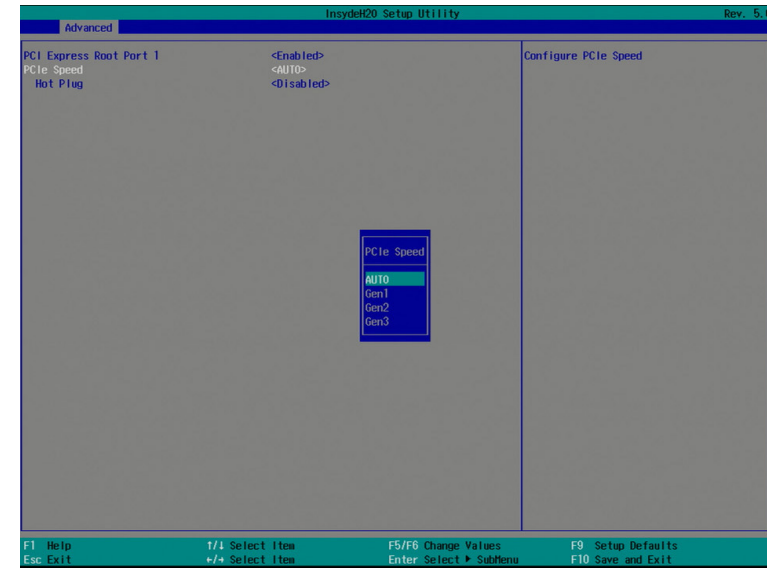 InsydeH20 Setup Utility Rev. 5.
Advanced
PCI Express Root Port 1 <Enabled> Configure PCIe Speed
PCIe Speed <AUTO>
Hot Plug <Disabled>
PCIe Speed
AUTO
Gen1
Gen2
Gen3
F1 Help ↑/↓ Select Item F5/F6 Change Values F9 Setup Defaults
Esc Exit ←/→ Select Item Enter Select ▶ SubMenu F10 Save and Exit